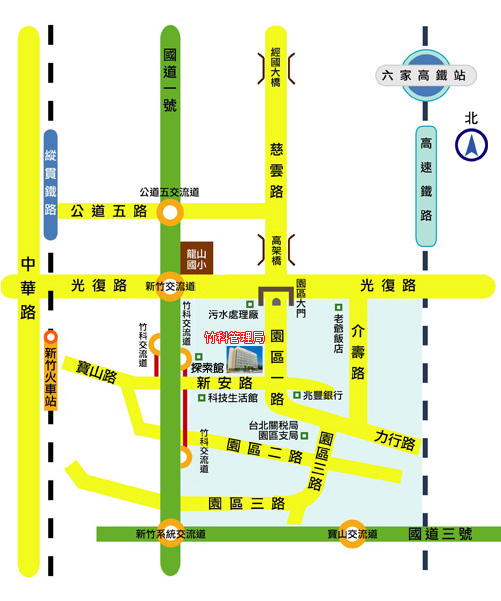 國道一號
經國大橋
六家高鐵站
北
縱貫鐵路
慈雲路
高速鐵路
公道五交流道
公道五路
高架橋
龍山
國小
中華路
光復路
新竹交流道
園區大門
光復路
污水處理廠
竹科交流道
竹科交流道
竹科管理局
園區一路
老爺飯店
介壽路
新竹火車站
探索館
寶山路
新安路
科技生活館
兆豐銀行
台北關稅局
園區支局
力行路
竹科交流道
園區二路
園區三路
園區三路
新竹系統交流道
寶山交流道
國道三號